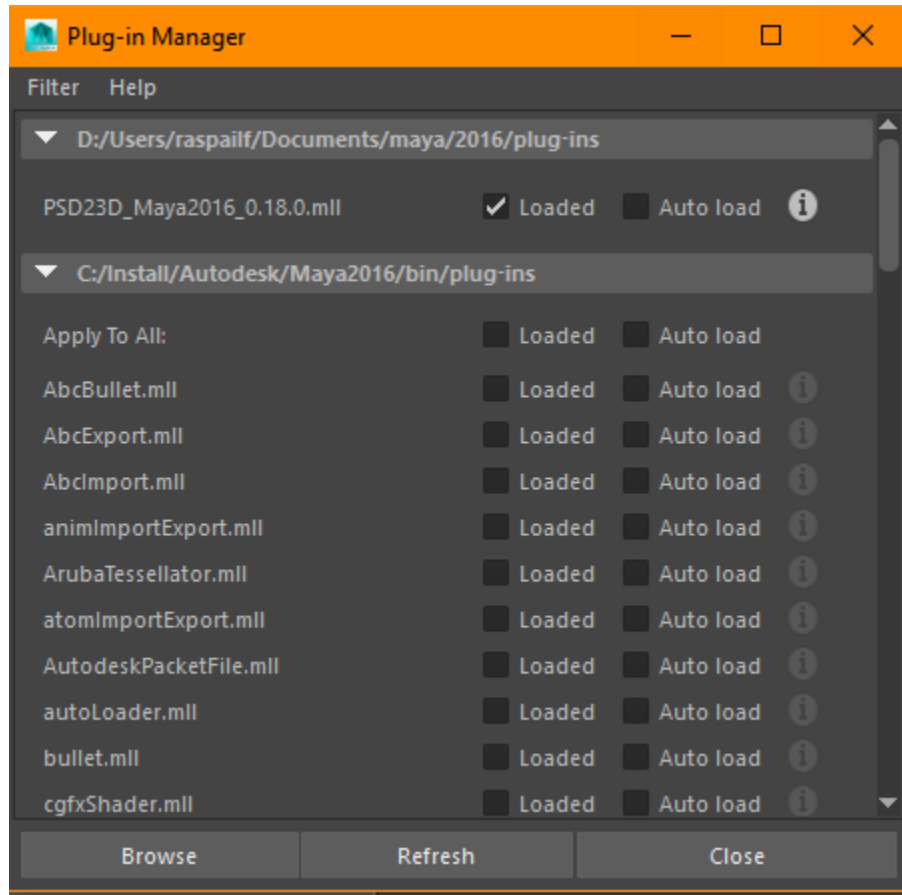 Plug-in Manager
Filter Help
D:/Users/raspailf/Documents/maya/2016/plug-ins
PSD23D_Maya2016_0.18.0.mll Loaded Auto load
C:/Install/Autodesk/Maya2016/bin/plug-ins
Apply To All: Loaded Auto load
AbcBullet.mll Loaded Auto load
AbcExport.mll Loaded Auto load
AbcImport.mll Loaded Auto load
animImportExport.mll Loaded Auto load
ArubaTessellator.mll Loaded Auto load
atomImportExport.mll Loaded Auto load
AutodeskPacketFile.mll Loaded Auto load
autoLoader.mll Loaded Auto load
bullet.mll Loaded Auto load
cgfxShader.mll Loaded Auto load
Browse Refresh Close